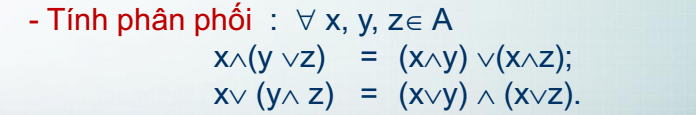 - Tính phân phối : ∀ x, y, z∈ A
x∧(y ∨z) = (x∧y) ∨(x∧z);
x∨ (y∧ z) = (x∨y) ∧ (x∨z).